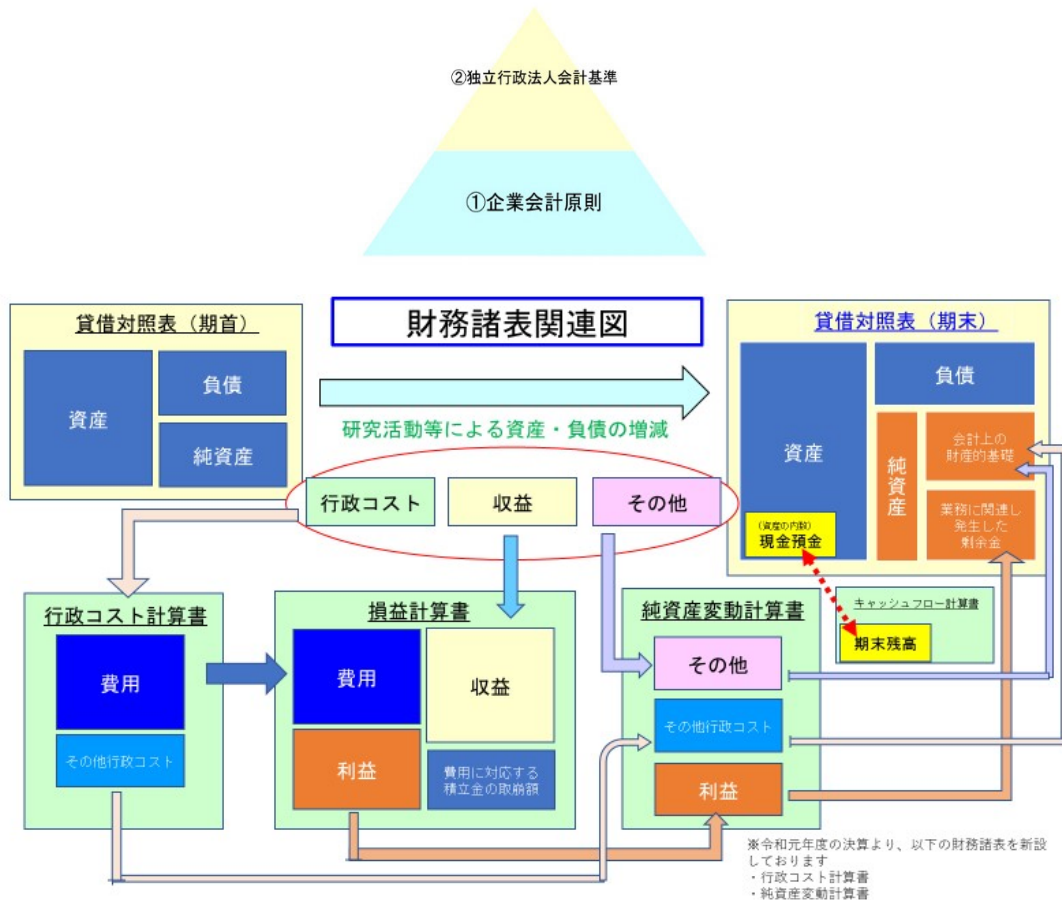 ②独立行政法人会計基準
①企業会計原則
貸借対照表（期首）
資産
負債
純資産
財務諸表関連図
研究活動等による資産・負債の増減
行政コスト
収益
その他
貸借対照表（期末）
資産
(資産の内数)
現金預金
負債
純資産
会計上の
財産的基礎
業務に関連し
発生した
剰余金
行政コスト計算書
費用
その他行政コスト
損益計算書
費用
収益
利益
費用に対応する
積立金の取崩額
純資産変動計算書
その他
その他行政コスト
利益
キャッシュフロー計算書
期末残高
※令和元年度の決算より、以下の財務諸表を新設
しております
・行政コスト計算書
・純資産変動計算書